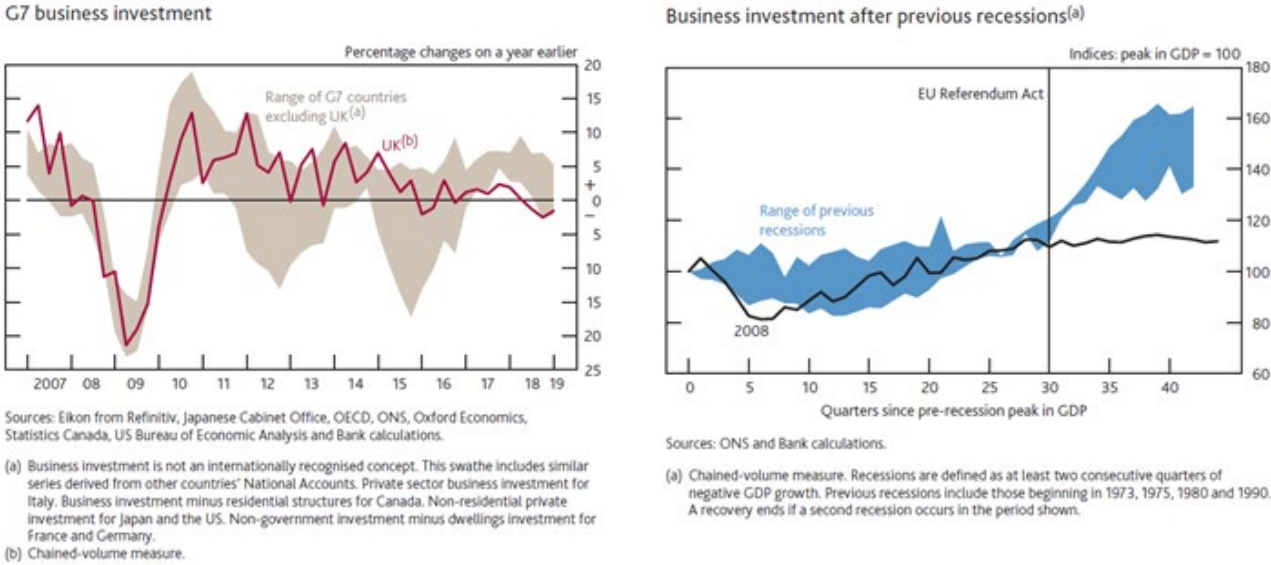 G7 business investment
Percentage changes on a year earlier
20
15
10
5
+
0
−
5
10
15
20
25
Range of G7 countries
excluding UK(a)
UK(b)
2007 08 09 10 11 12 13 14 15 16 17 18 19
Sources: Eikon from Refinitiv, Japanese Cabinet Office, OECD, ONS, Oxford Economics,
Statistics Canada, US Bureau of Economic Analysis and Bank calculations.
(a) Business investment is not an internationally recognised concept. This swathe includes similar
series derived from other countries' National Accounts. Private sector business investment for
Italy. Business investment minus residential structures for Canada. Non-residential private
investment for Japan and the US. Non-government investment minus dwellings investment for
France and Germany.
(b) Chained-volume measure.
Business investment after previous recessions(a)
Indices: peak in GDP = 100
180
160
140
120
100
80
60
EU Referendum Act
Range of previous
recessions
2008
0 5 10 15 20 25 30 35 40
Quarters since pre-recession peak in GDP
Sources: ONS and Bank calculations.
(a) Chained-volume measure. Recessions are defined as at least two consecutive quarters of
negative GDP growth. Previous recessions include those beginning in 1973, 1975, 1980 and 1990.
A recovery ends if a second recession occurs in the period shown.